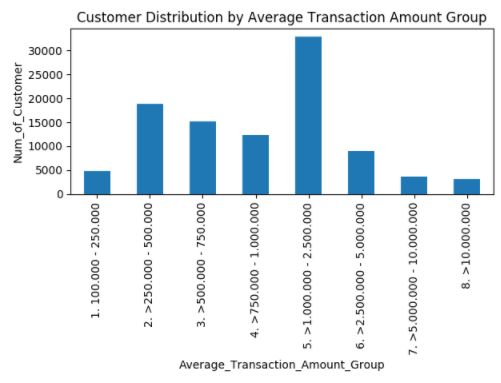 Customer Distribution by Average Transaction Amount Group
Num_of_Customer
30000
25000
20000
15000
10000
5000
0
1. 100.000 - 250.000
2. >250.000 - 500.000
3. >500.000 - 750.000
4. >750.000 - 1.000.000
5. >1.000.000 - 2.500.000
6. >2.500.000 - 5.000.000
7. >5.000.000 - 10.000.000
8. >10.000.000
Average_Transaction_Amount_Group